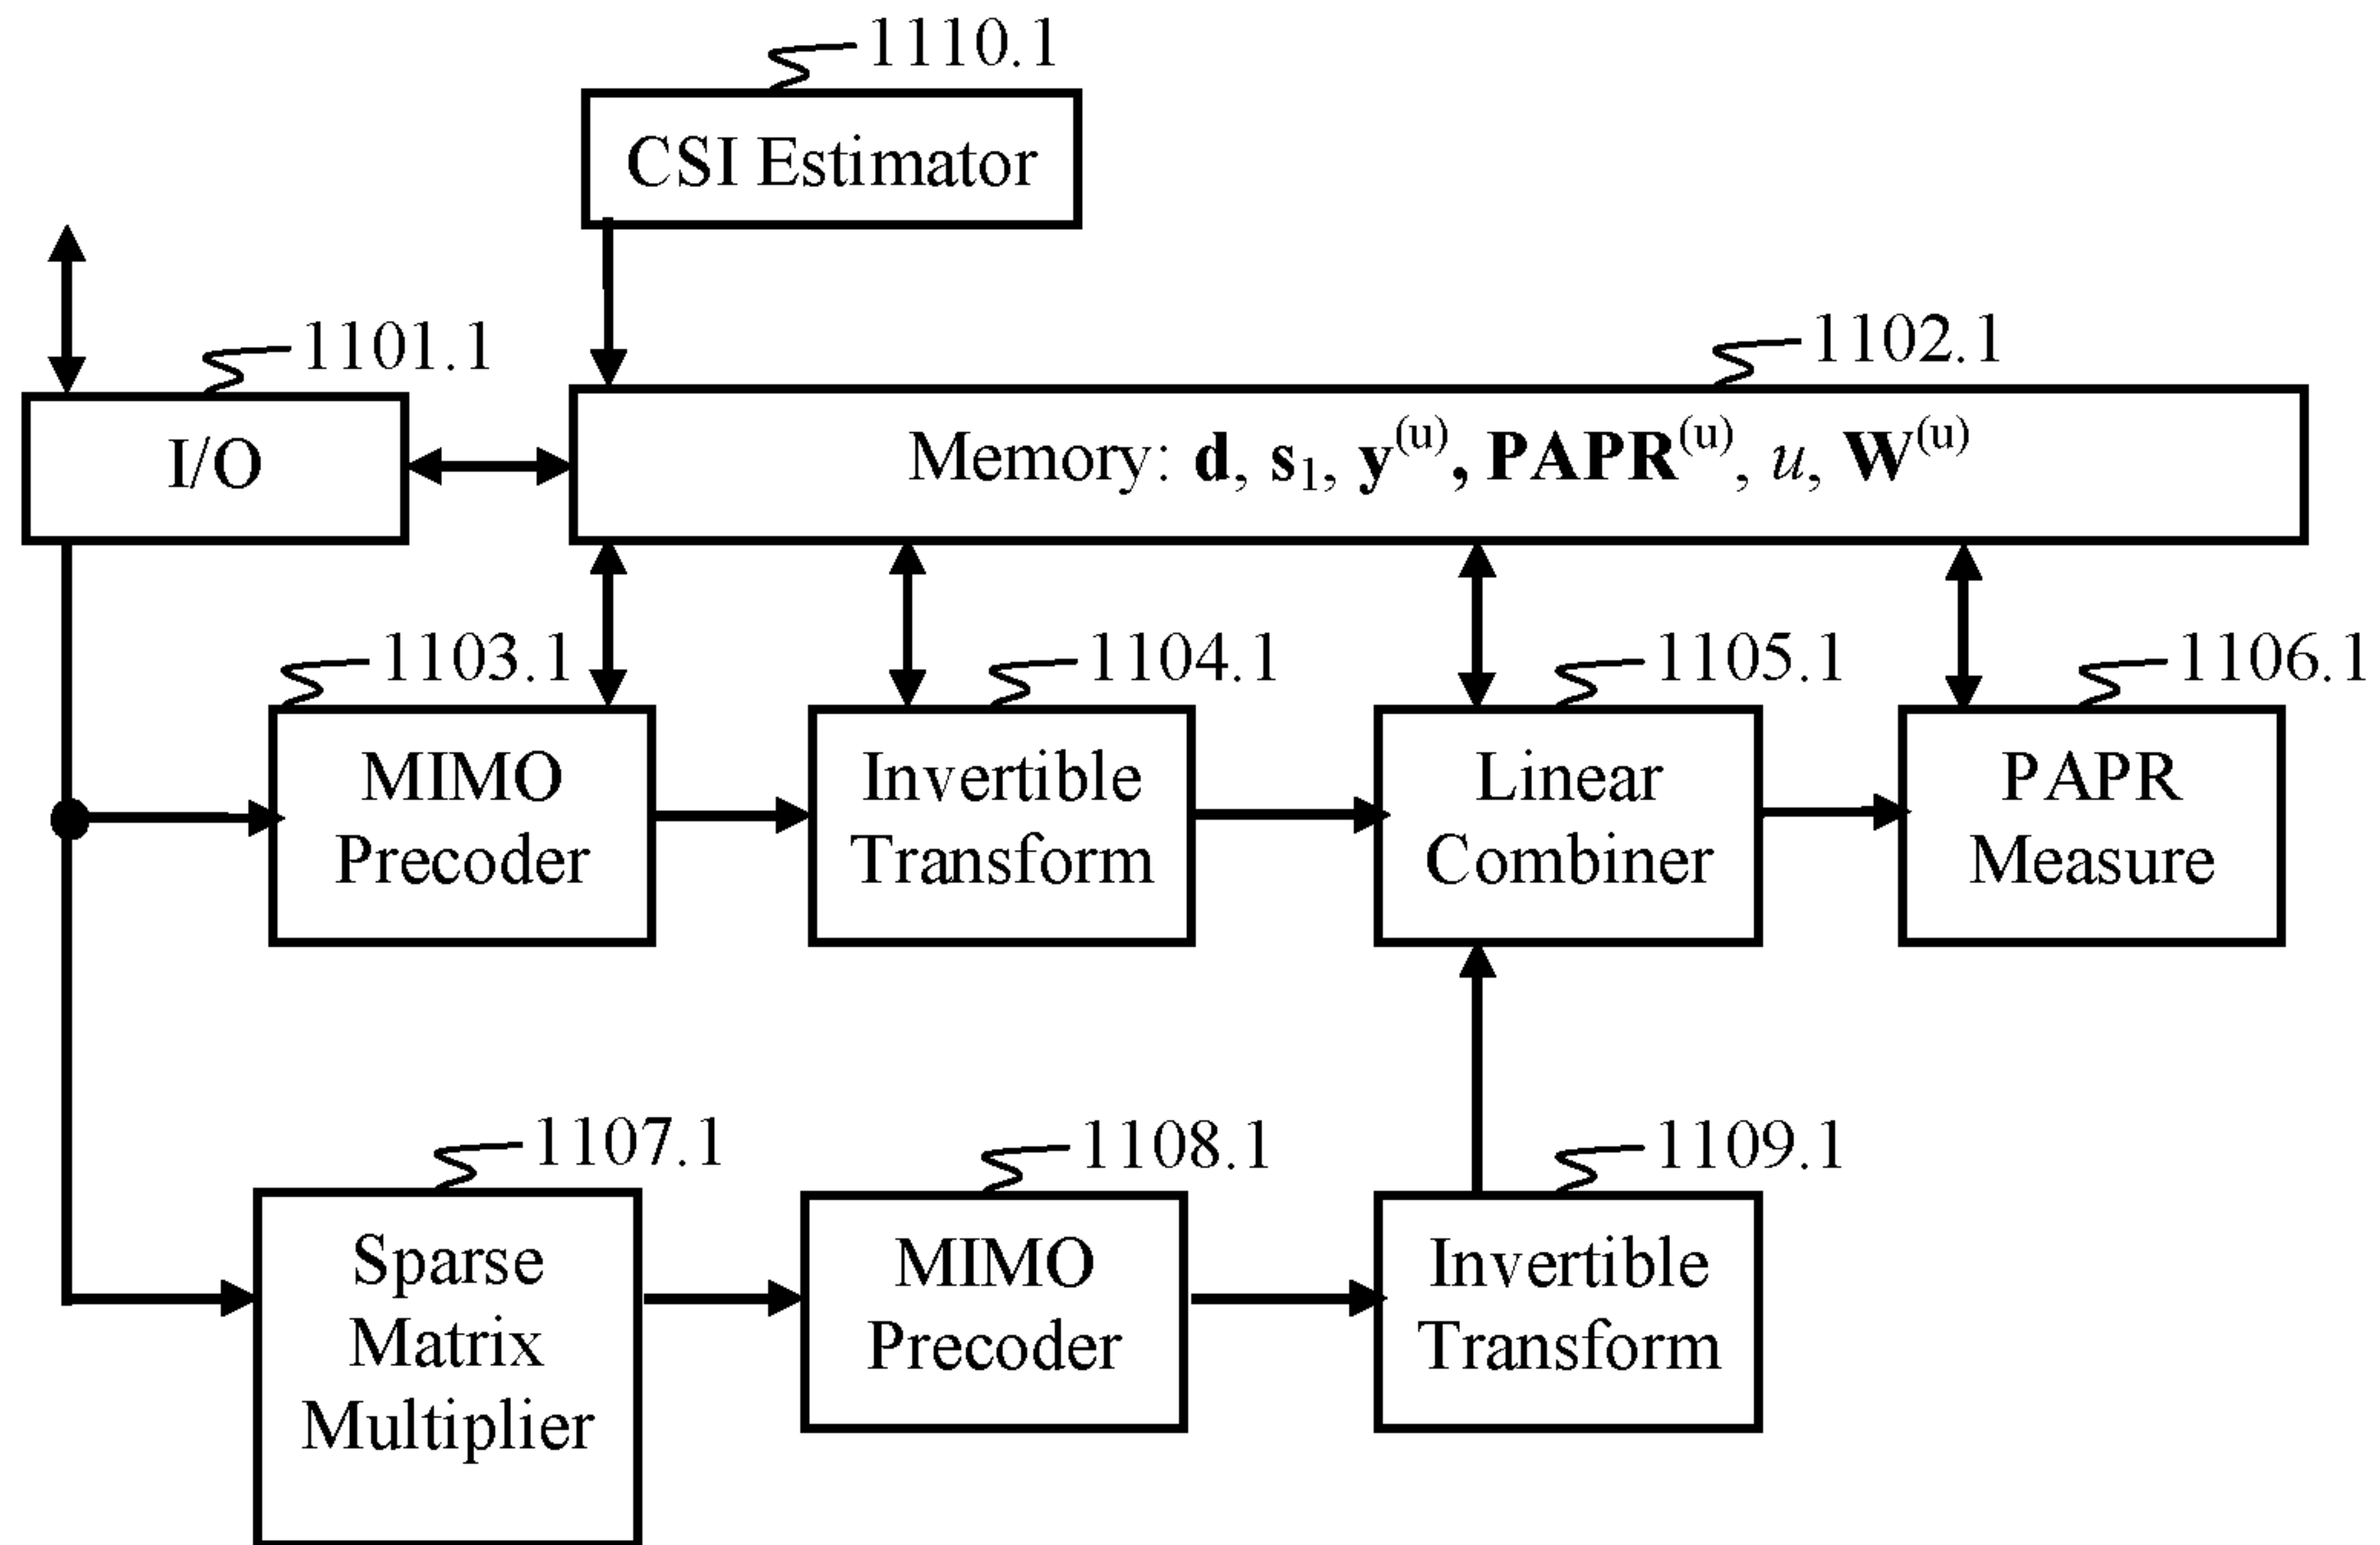 1110.1
CSI Estimator
1101.1
1102.1
I/O
Memory: d, s₁, y⁽ᵘ⁾, PAPR⁽ᵘ⁾, u, W⁽ᵘ⁾
1103.1
1104.1
1105.1
1106.1
MIMO
Precoder
Invertible
Transform
Linear
Combiner
PAPR
Measure
1107.1
1108.1
1109.1
Sparse
Matrix
Multiplier
MIMO
Precoder
Invertible
Transform